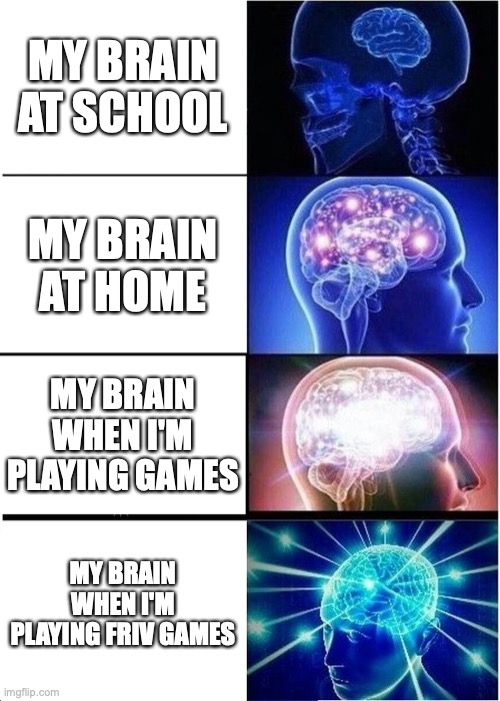 MY BRAIN
AT SCHOOL
MY BRAIN
AT HOME
MY BRAIN
WHEN I'M
PLAYING GAMES
MY BRAIN
WHEN I'M
PLAYING FRIV GAMES
imgflip.com